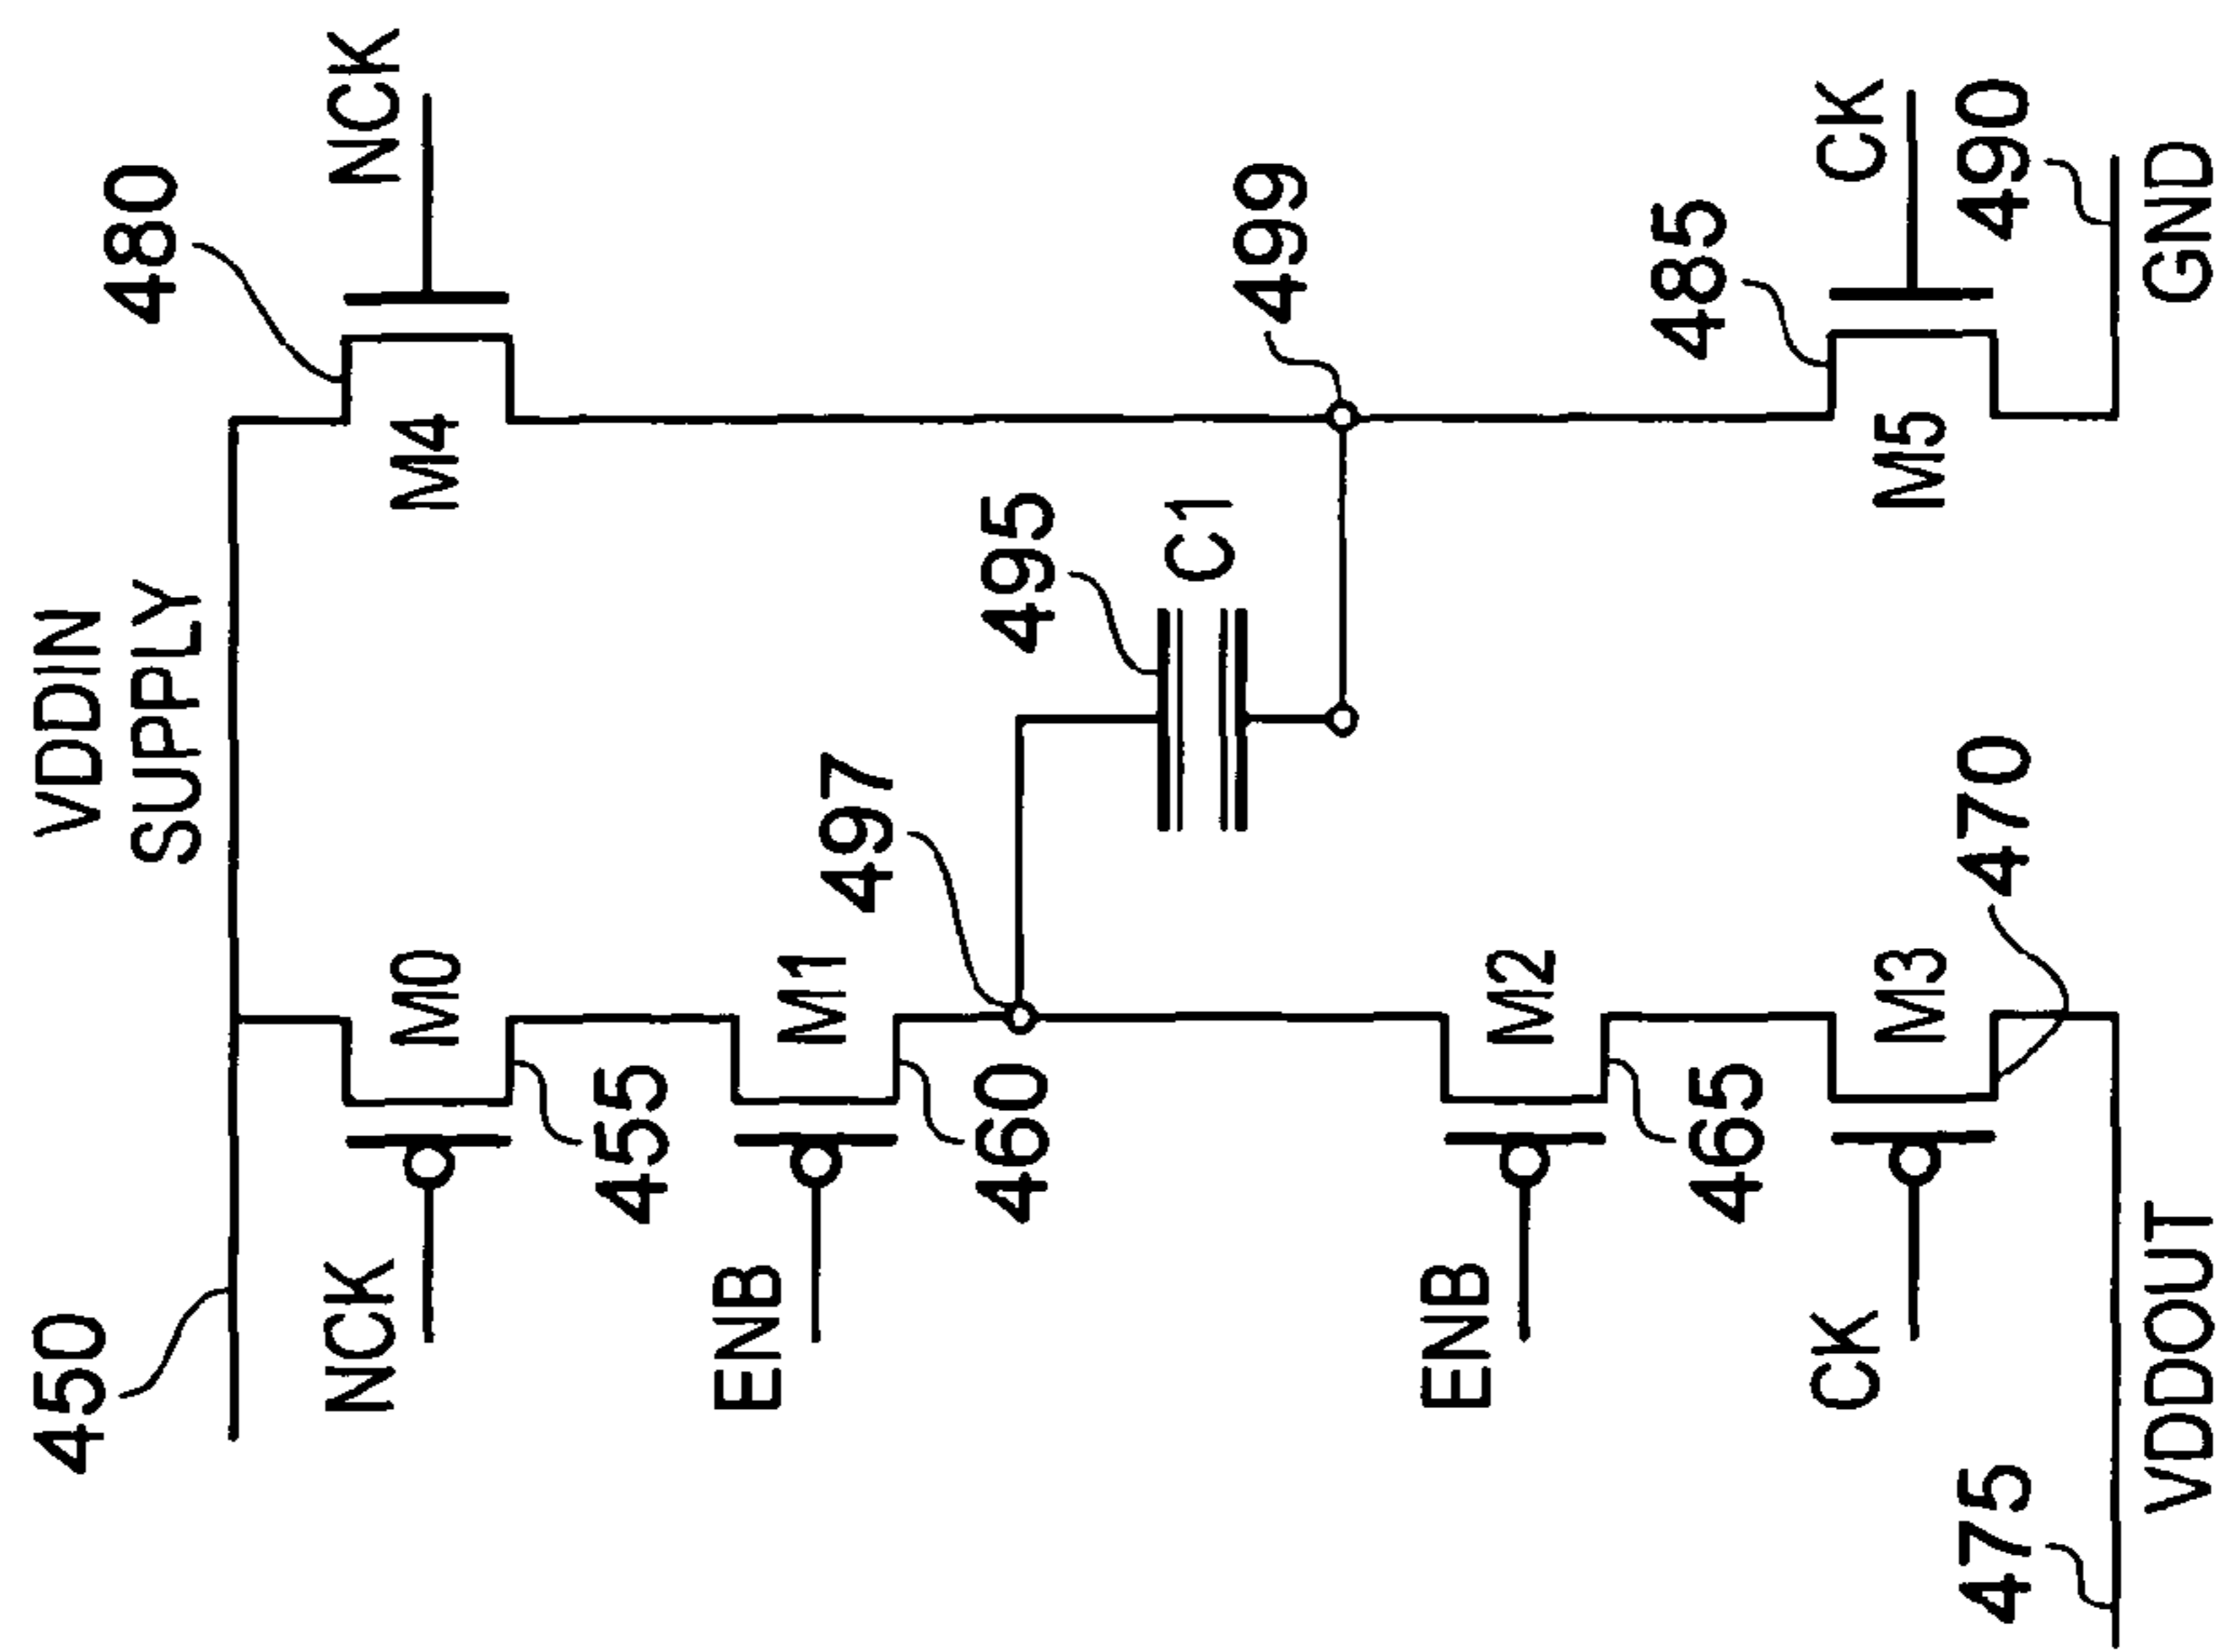 VDDIN
SUPPLY
450
480
NCK
M0
M4
NCK
455
ENB
M1
460
497
495
C1
499
ENB
M2
465
485
CK
M3
470
M5
CK
475
VDDOUT
490
GND